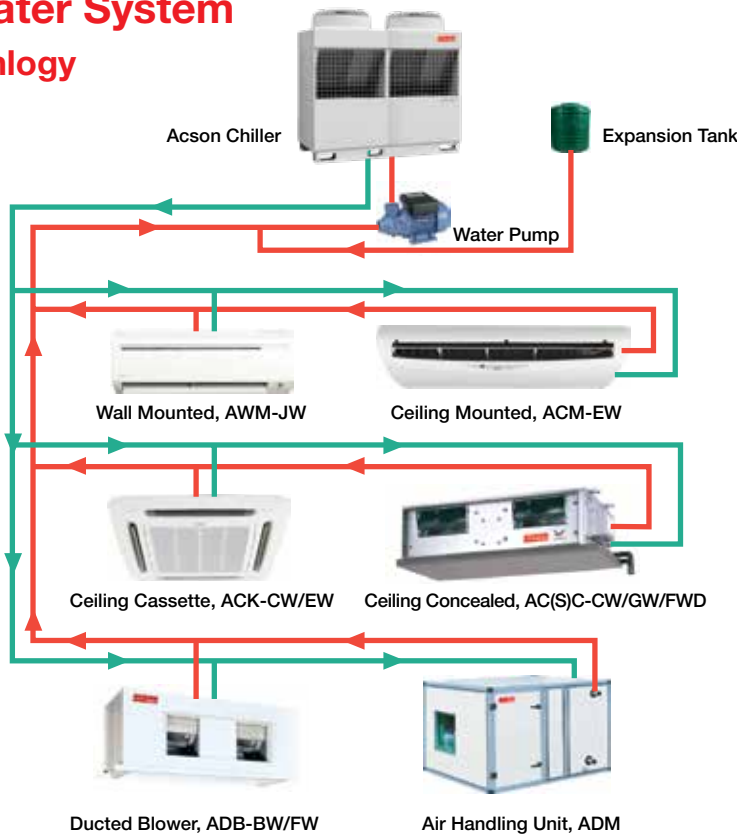 ater System
nlogy
Acson Chiller
Expansion Tank
Water Pump
Wall Mounted, AWM-JW
Ceiling Mounted, ACM-EW
Ceiling Cassette, ACK-CW/EW
Ceiling Concealed, AC(S)C-CW/GW/FWD
Ducted Blower, ADB-BW/FW
Air Handling Unit, ADM